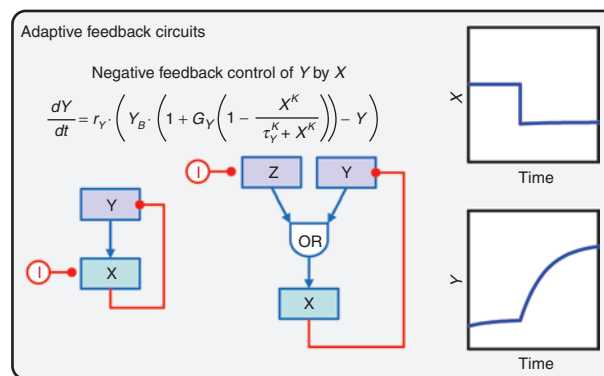 Adaptive feedback circuits
Negative feedback control of Y by X
dY/dt = r_Y · (Y_B · (1 + G_Y (1 − X^K / (τ_Y^K + X^K))) − Y)
X
Time
I
Z
Y
OR
X
Y
I
X
Y
Time